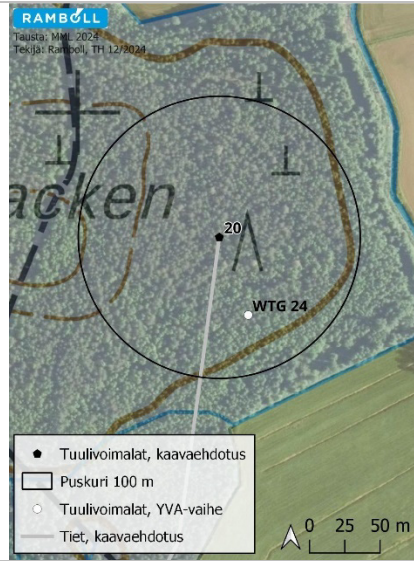 RAMBOLL
Tausta: MML 2024
Tekijä: Ramboll, TH 12/2024
acken
20
WTG 24
Tuulivoimalat, kaavaehdotus
Puskuri 100 m
Tuulivoimalat, YVA-vaihe
Tiet, kaavaehdotus
0 25 50 m